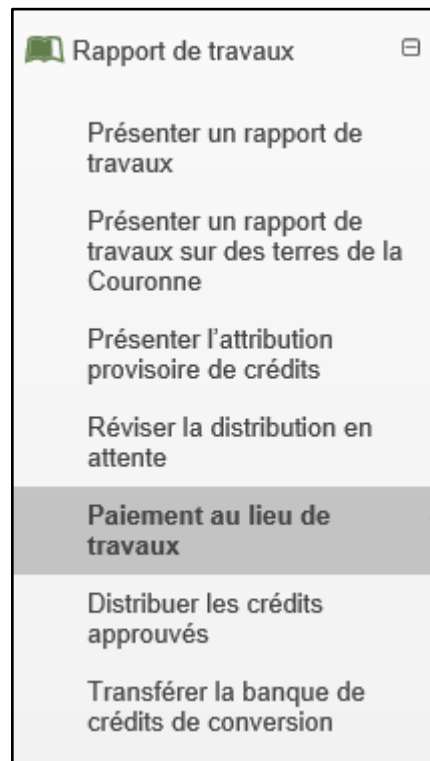 Rapport de travaux
Présenter un rapport de
travaux
Présenter un rapport de
travaux sur des terres de la
Couronne
Présenter l'attribution
provisoire de crédits
Réviser la distribution en
attente
Paiement au lieu de
travaux
Distribuer les crédits
approuvés
Transférer la banque de
crédits de conversion